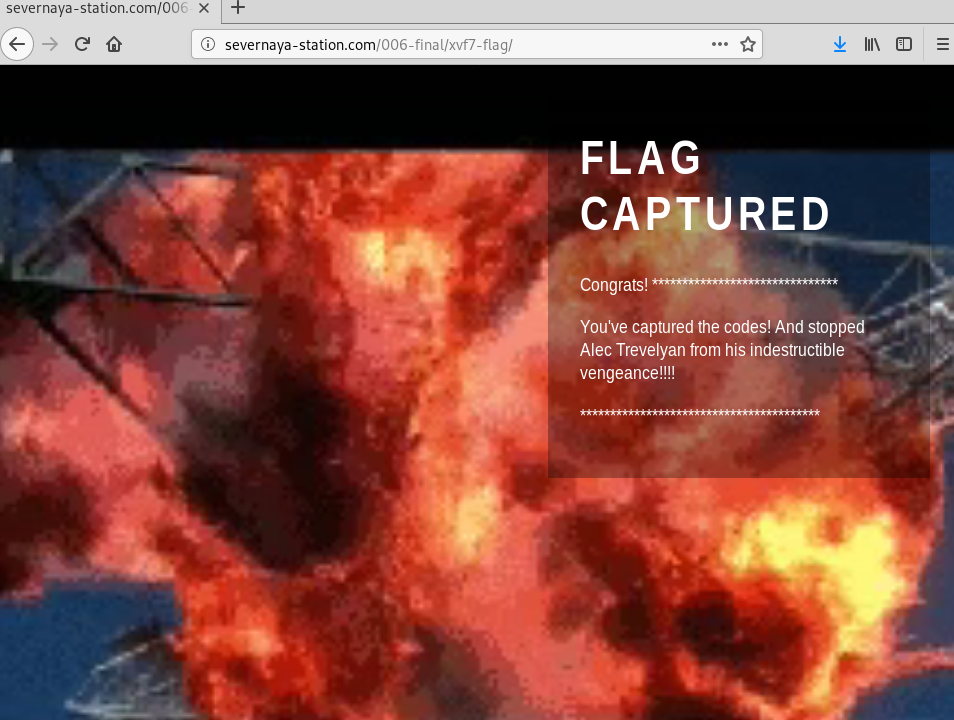 severnaya-station.com/006-
severnaya-station.com/006-final/xvf7-flag/
FLAG
CAPTURED
Congrats! *******************************
You've captured the codes! And stopped
Alec Trevelyan from his indestructible
vengeance!!!!
****************************************